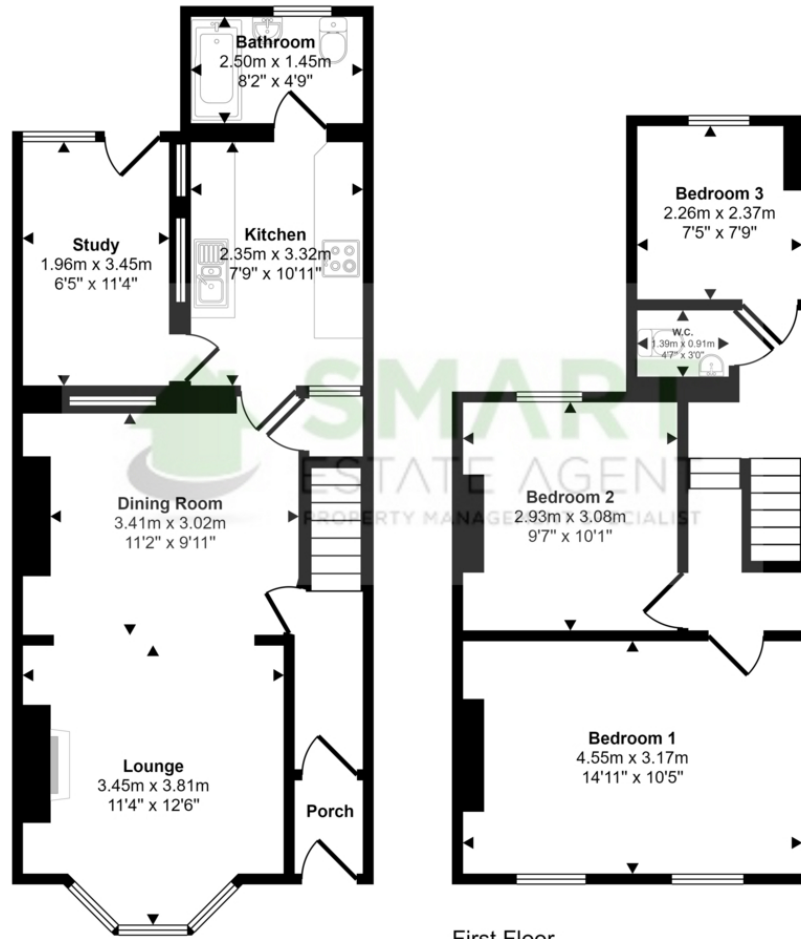 Bathroom
2.50m x 1.45m
8'2" x 4'9"
Study
1.96m x 3.45m
6'5" x 11'4"
Kitchen
2.35m x 3.32m
7'9" x 10'11"
Dining Room
3.41m x 3.02m
11'2" x 9'11"
Lounge
3.45m x 3.81m
11'4" x 12'6"
Porch
Bedroom 3
2.26m x 2.37m
7'5" x 7'9"
W.C.
1.39m x 0.91m
4'7" x 3'0"
Bedroom 2
2.93m x 3.08m
9'7" x 10'1"
Bedroom 1
4.55m x 3.17m
14'11" x 10'5"
First Floor
SMART
ESTATE AGENT
PROPERTY MANAGEMENT SPECIALIST